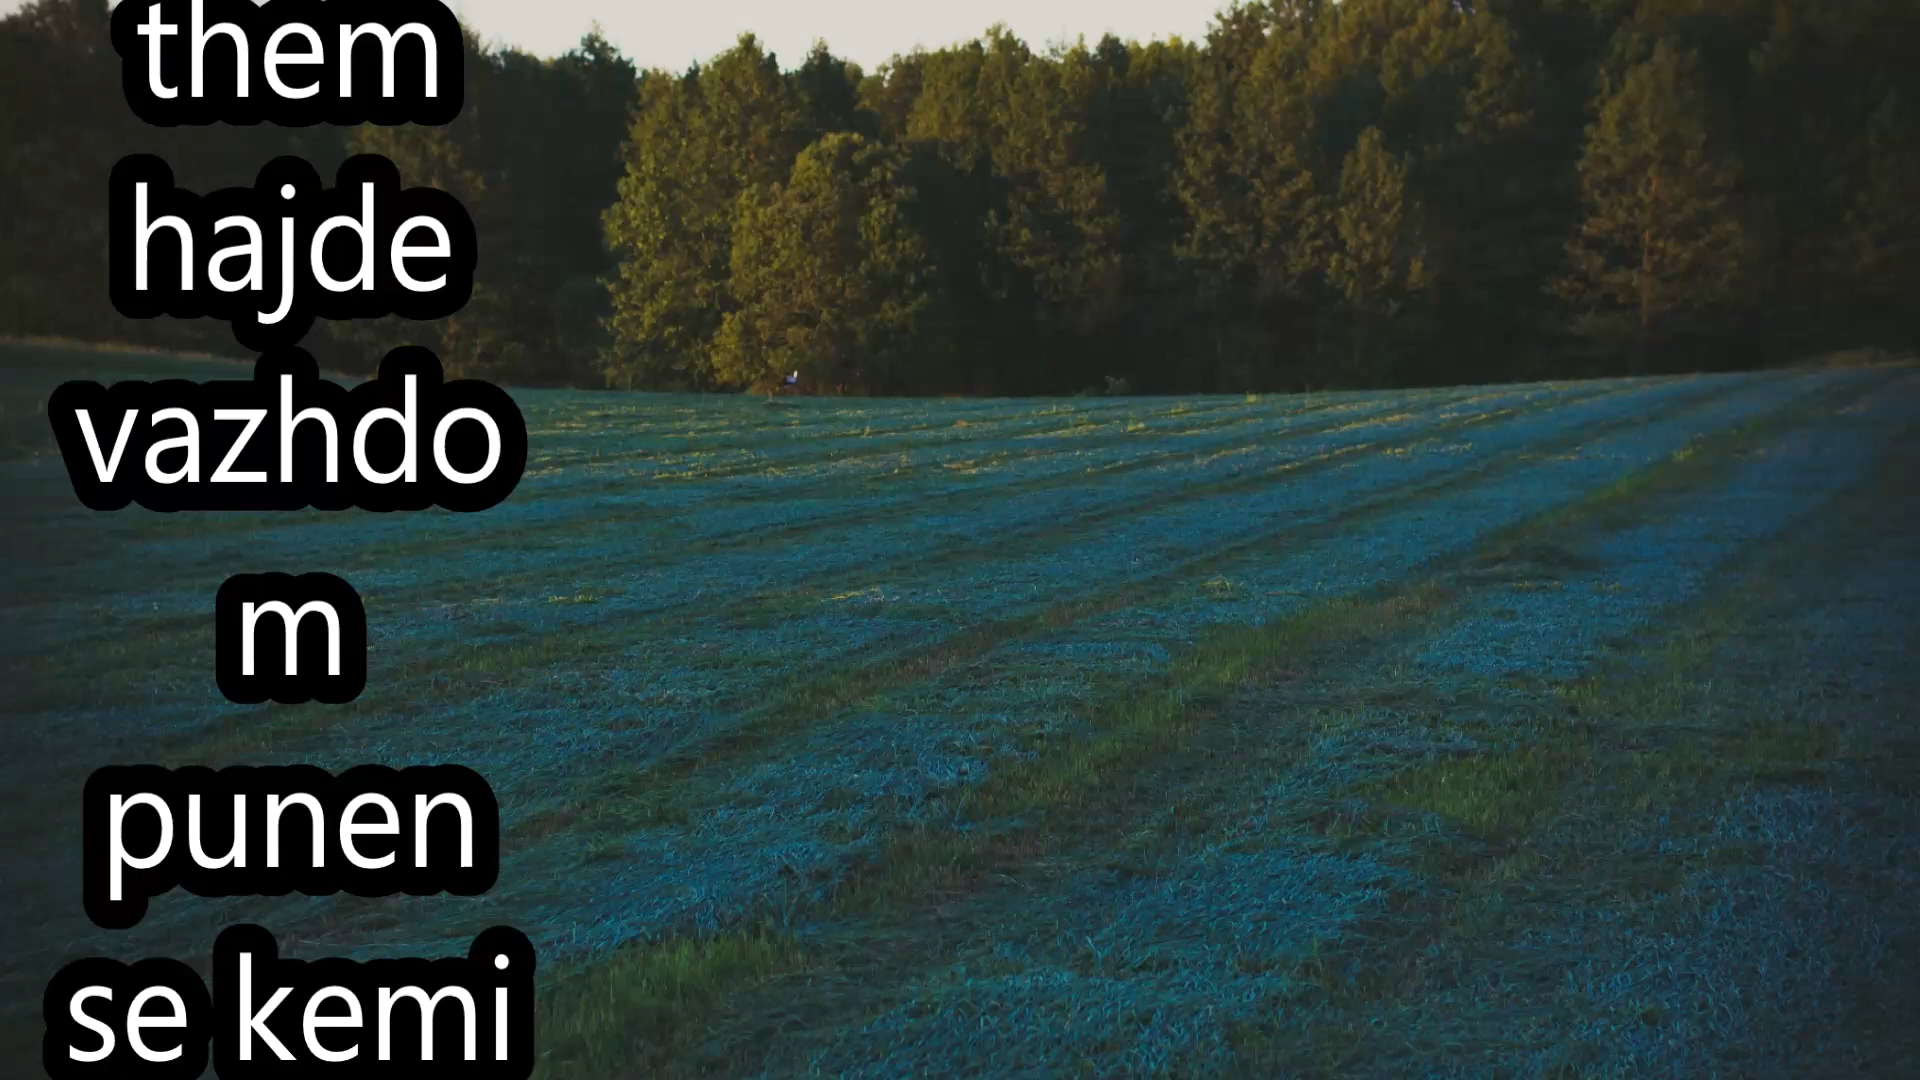 them
hajde
vazhdo
m
punen
se kemi